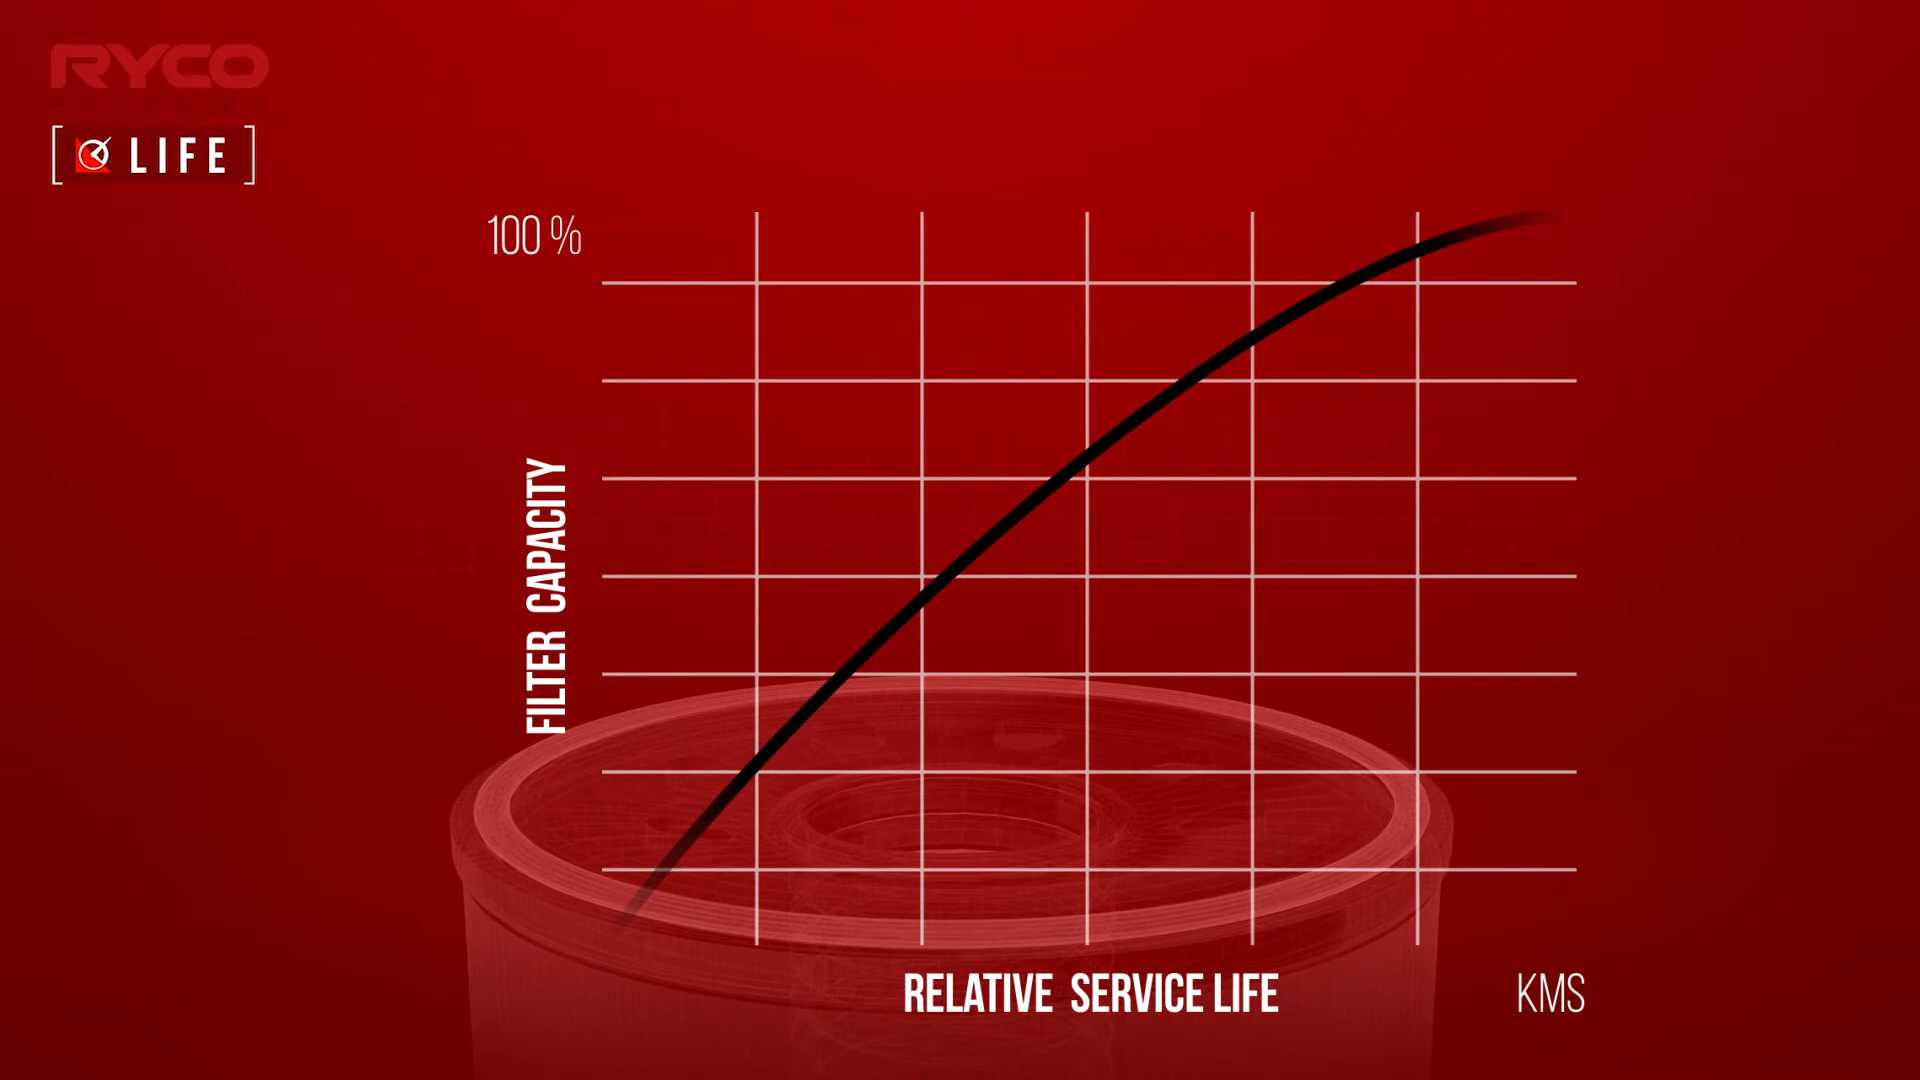 RYCO
LIFE
100 %
FILTER CAPACITY
RELATIVE SERVICE LIFE
KMS